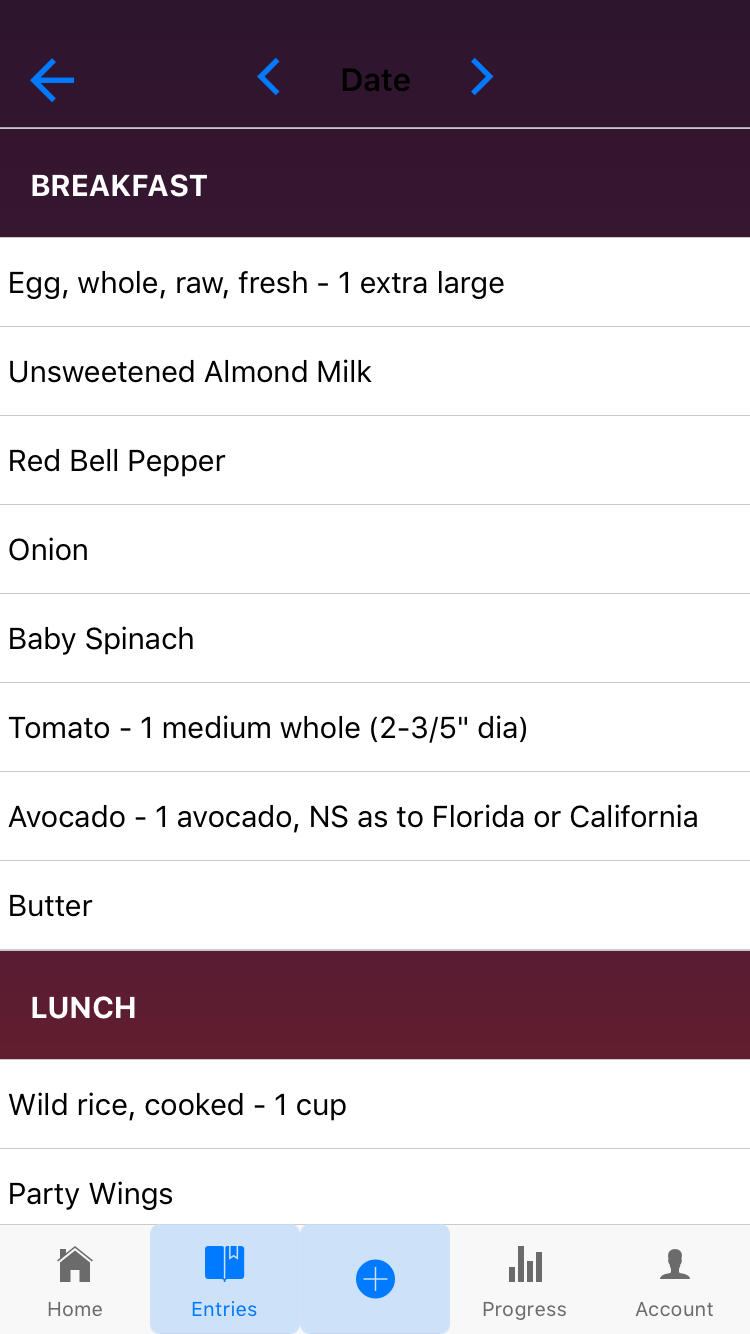 Date
BREAKFAST
Egg, whole, raw, fresh - 1 extra large
Unsweetened Almond Milk
Red Bell Pepper
Onion
Baby Spinach
Tomato - 1 medium whole (2-3/5" dia)
Avocado - 1 avocado, NS as to Florida or California
Butter
LUNCH
Wild rice, cooked - 1 cup
Party Wings
Home
Entries
Progress
Account